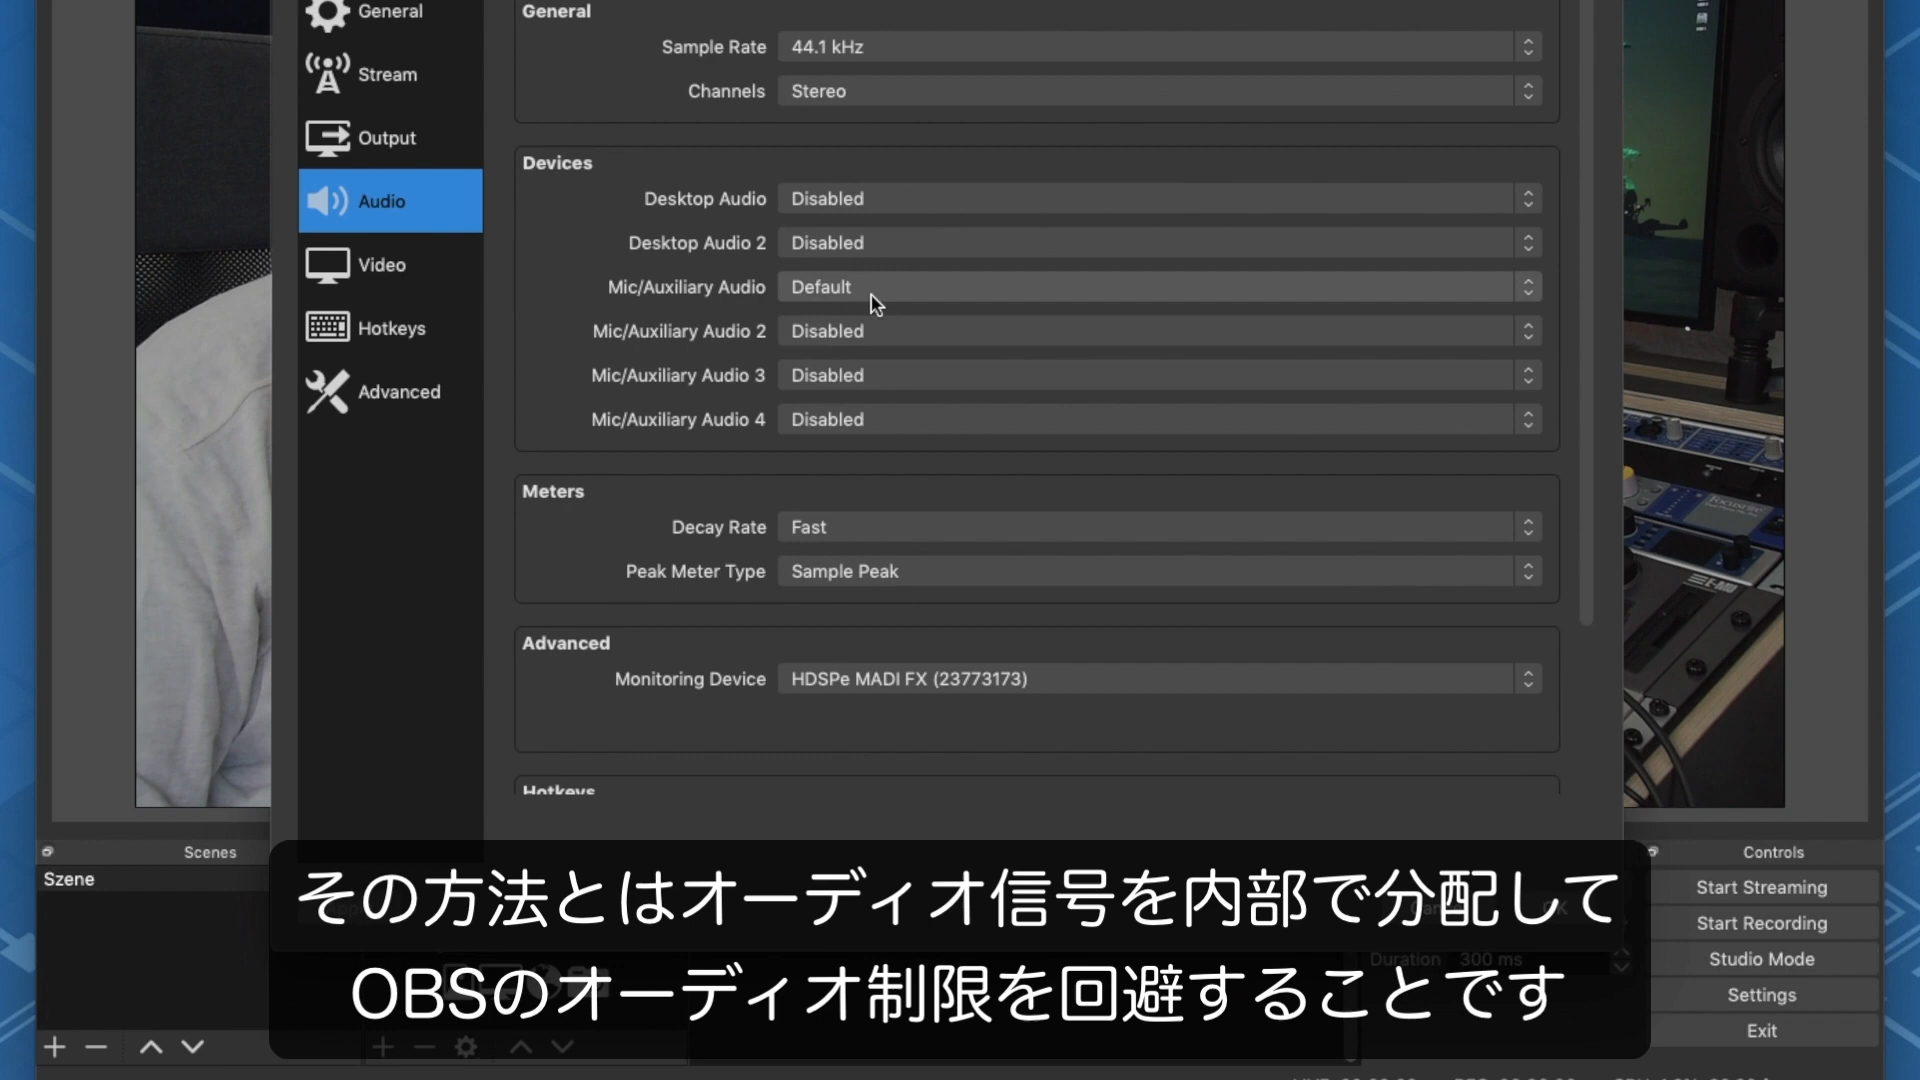 General
Stream
Output
Audio
Video
Hotkeys
Advanced
General
Sample Rate 44.1 kHz
Channels Stereo
Devices
Desktop Audio Disabled
Desktop Audio 2 Disabled
Mic/Auxiliary Audio Default
Mic/Auxiliary Audio 2 Disabled
Mic/Auxiliary Audio 3 Disabled
Mic/Auxiliary Audio 4 Disabled
Meters
Decay Rate Fast
Peak Meter Type Sample Peak
Advanced
Monitoring Device HDSPe MADI FX (23773173)
Hotkeys
Scenes
Szene
その方法とはオーディオ信号を内部で分配して
OBSのオーディオ制限を回避することです
Duration 300 ms
Controls
Start Streaming
Start Recording
Studio Mode
Settings
Exit